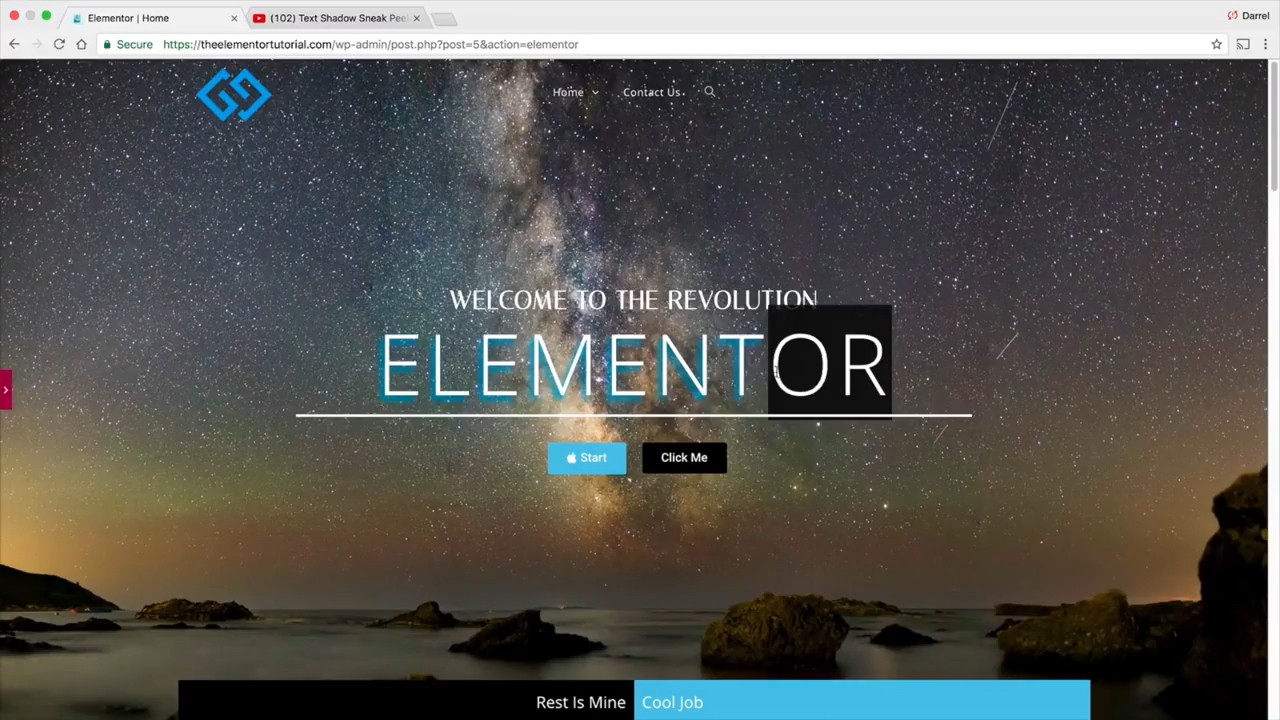 Elementor | Home
(102) Text Shadow Sneak Pee
Darrel
Secure
https://theelementortutorial.com/wp-admin/post.php?post=5&action=elementor
Home
Contact Us
WELCOME TO THE REVOLUTION
ELEMENTOR
Start
Click Me
Rest Is Mine
Cool Job